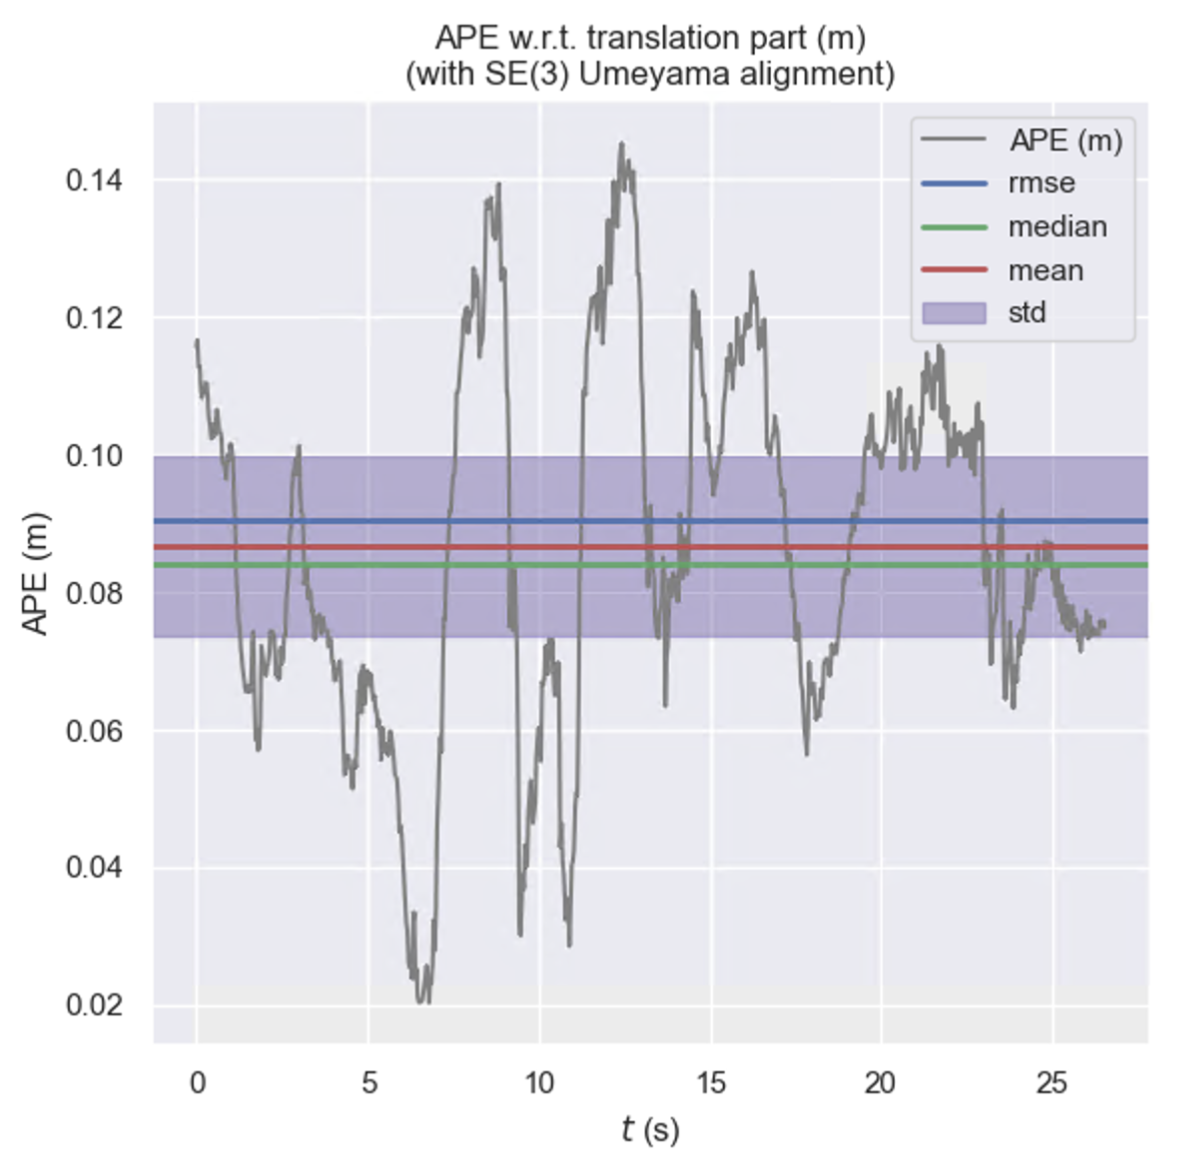 APE w.r.t. translation part (m)
(with SE(3) Umeyama alignment)
APE (m)
rmse
median
mean
std
APE (m)
0.14
0.12
0.10
0.08
0.06
0.04
0.02
0 5 10 15 20 25
t (s)